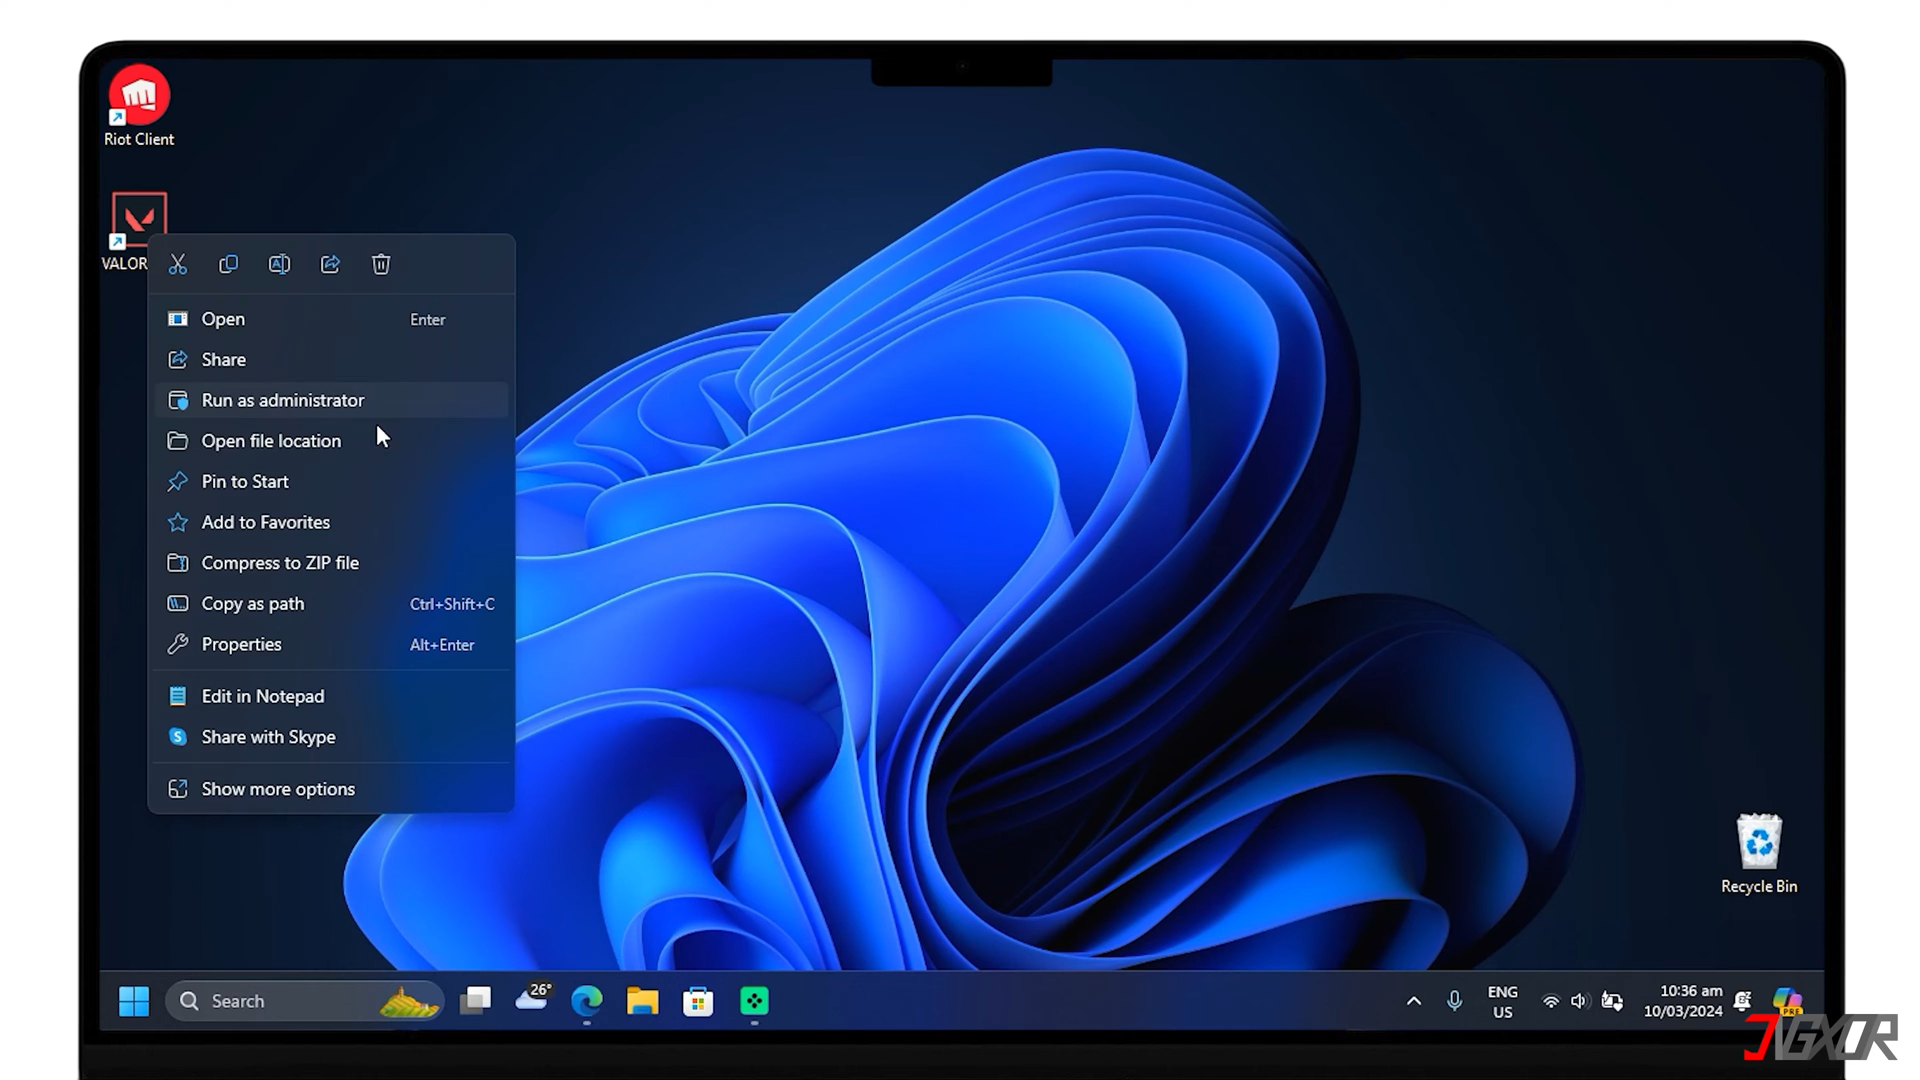 Riot Client
VALOR
Open Enter
Share
Run as administrator
Open file location
Pin to Start
Add to Favorites
Compress to ZIP file
Copy as path Ctrl+Shift+C
Properties Alt+Enter
Edit in Notepad
Share with Skype
Show more options
Recycle Bin
Search
26°
ENG
US
10:36 am
10/03/2024
PRE
JIGXOR